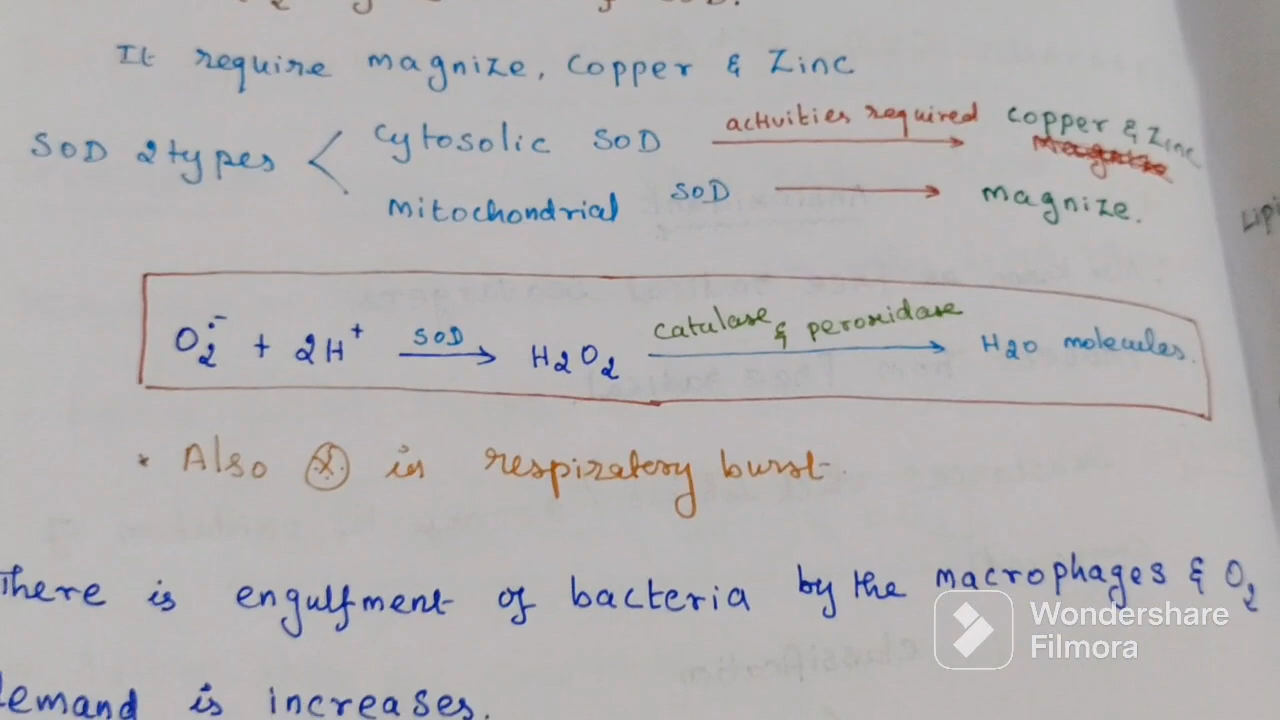 It require magnize, copper & Zinc
SOD 2 types < cytosolic SOD activities required copper & Zinc
mitochondrial SOD magnize.
O₂·⁻ + 2H⁺ SOD H2O₂ catalase & peroxidase H2O molecules.
* Also Ⓧ in respiratory burst.
There is engulfment of bacteria by the macrophages & O₂
demand is increases.
Wondershare
Filmora